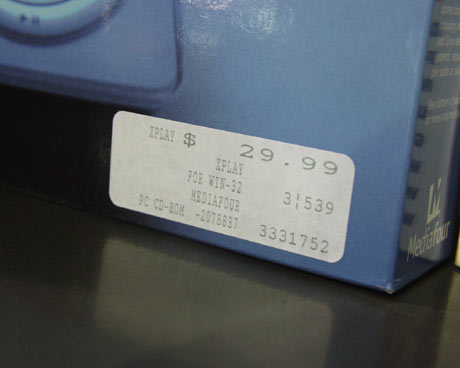 XPLAY $ 29.99
XPLAY
FOR WIN-32 3¦539
MEDIAFOUR
PC CD-ROM -2078837 3331752
Mediafour